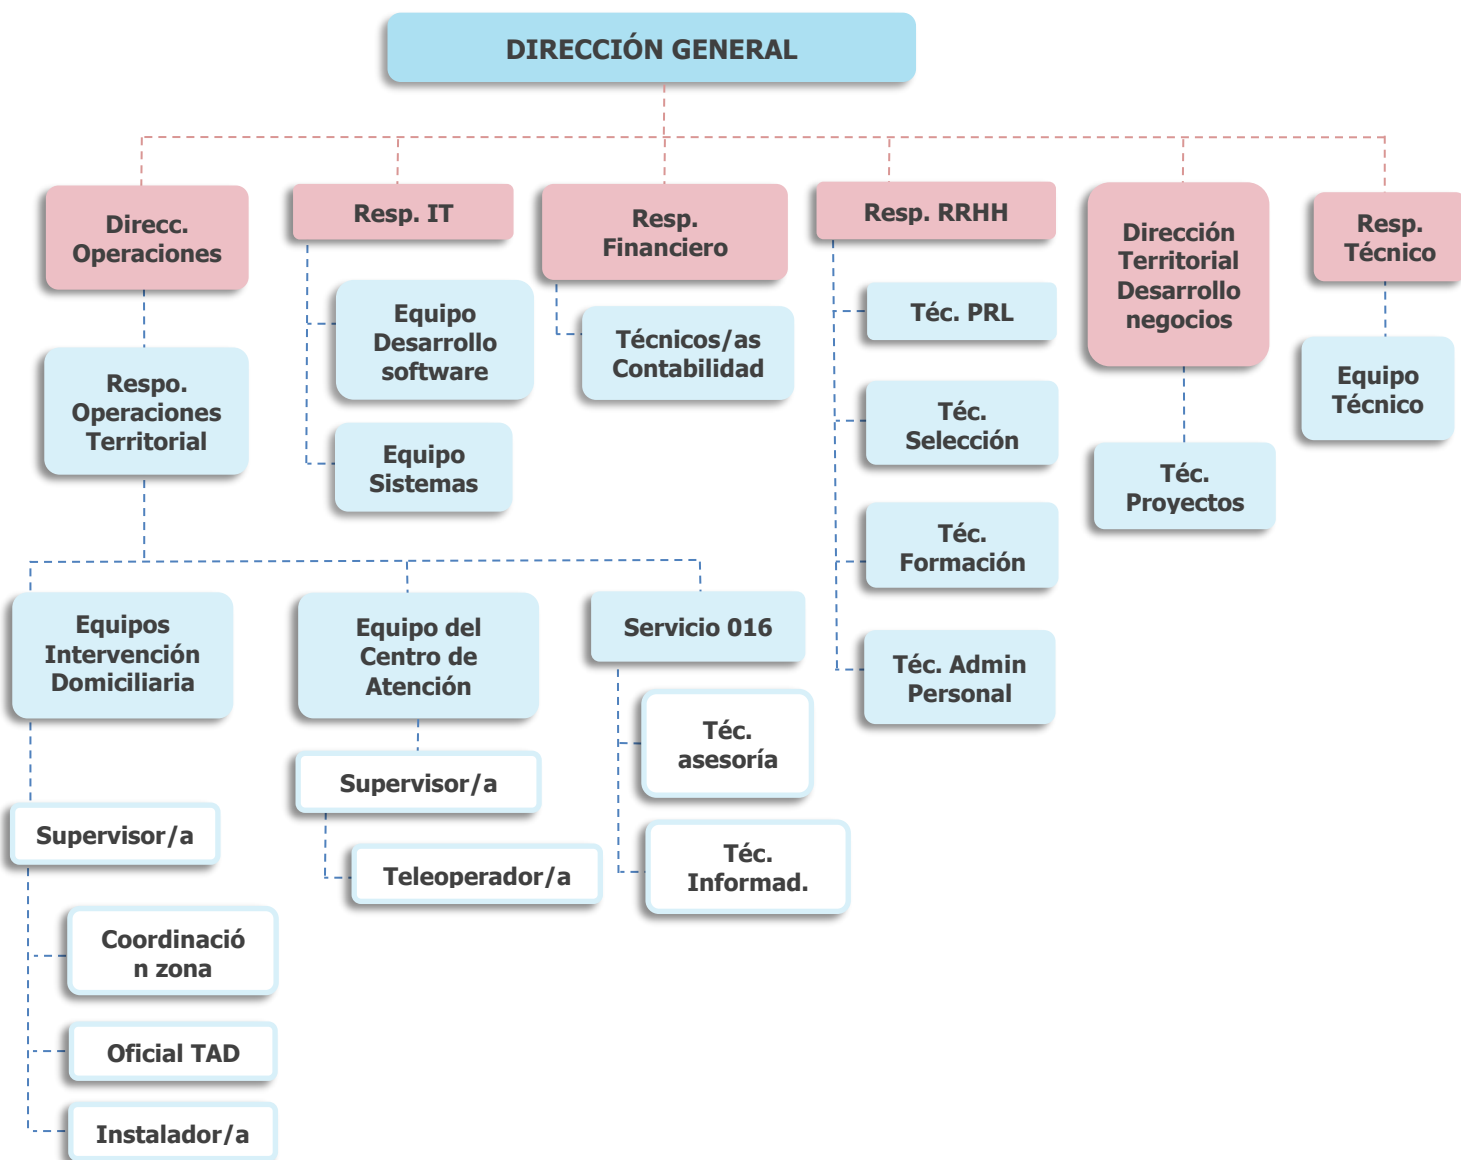 DIRECCIÓN GENERAL
Direcc.
Operaciones
Resp. IT
Resp.
Financiero
Resp. RRHH
Dirección
Territorial
Desarrollo
negocios
Resp.
Técnico
Respo.
Operaciones
Territorial
Equipo
Desarrollo
software
Equipo
Sistemas
Técnicos/as
Contabilidad
Téc. PRL
Téc.
Selección
Téc.
Formación
Téc. Admin
Personal
Téc.
Proyectos
Equipo
Técnico
Equipos
Intervención
Domiciliaria
Equipo del
Centro de
Atención
Servicio 016
Supervisor/a
Coordinació
n zona
Oficial TAD
Instalador/a
Supervisor/a
Teleoperador/a
Téc.
asesoría
Téc.
Informad.